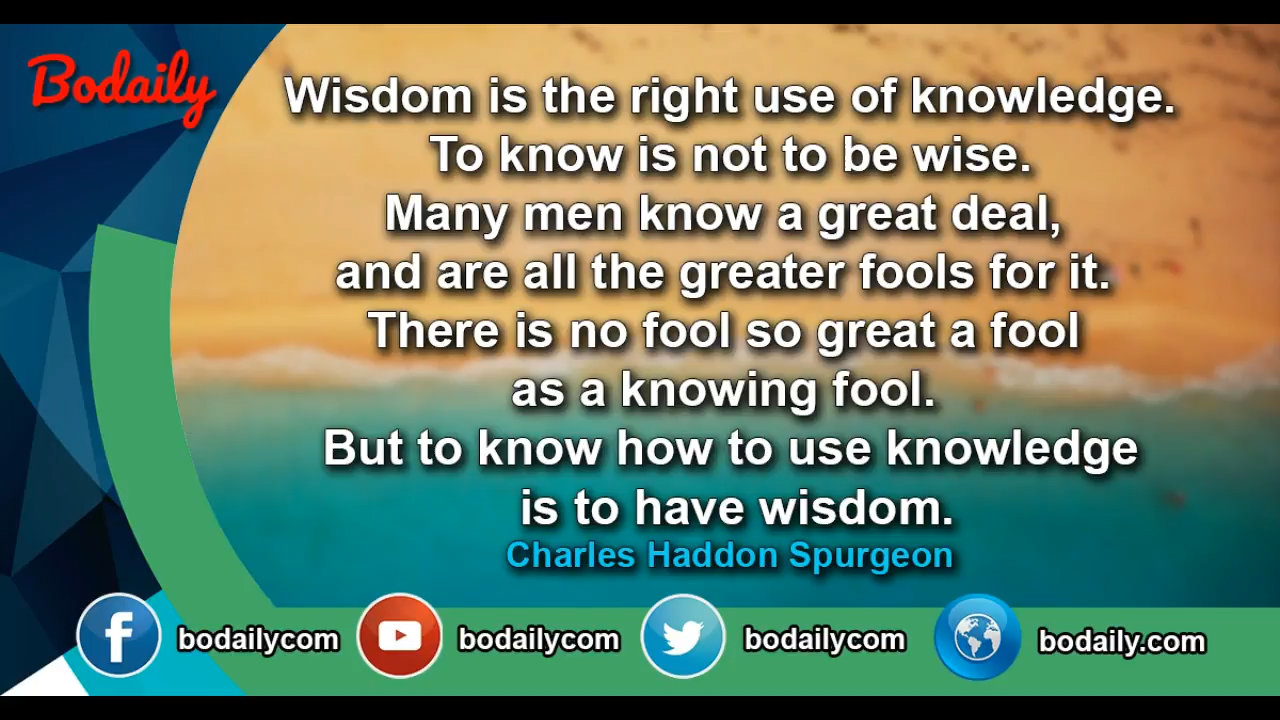 Bodaily
Wisdom is the right use of knowledge.
To know is not to be wise.
Many men know a great deal,
and are all the greater fools for it.
There is no fool so great a fool
as a knowing fool.
But to know how to use knowledge
is to have wisdom.
Charles Haddon Spurgeon
bodailycom bodailycom bodailycom bodaily.com